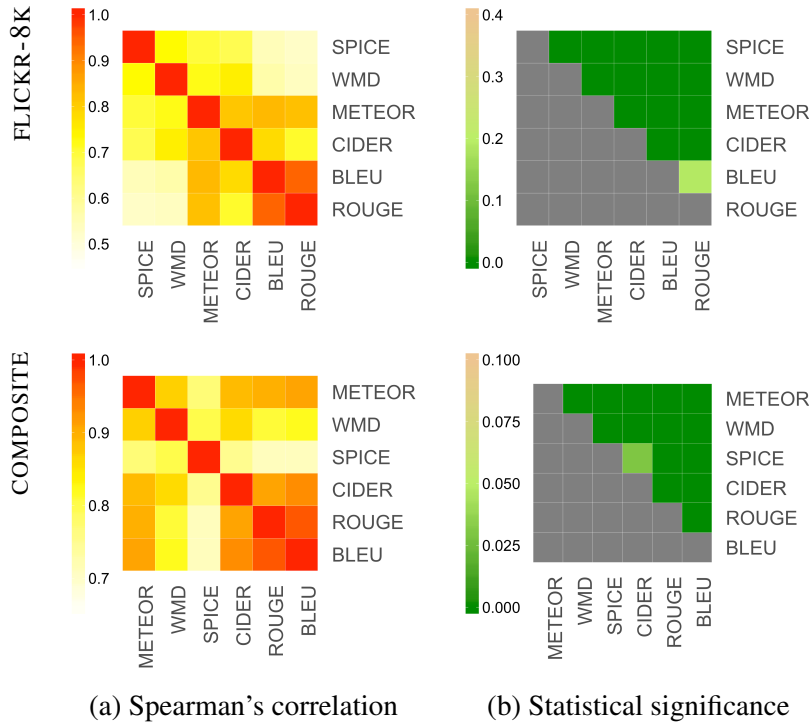 FLICKR-8K
1.0
0.9
0.8
0.7
0.6
0.5
SPICE
WMD
METEOR
CIDER
BLEU
ROUGE
SPICE
WMD
METEOR
CIDER
BLEU
ROUGE
0.4
0.3
0.2
0.1
0.0
SPICE
WMD
METEOR
CIDER
BLEU
ROUGE
SPICE
WMD
METEOR
CIDER
BLEU
ROUGE
COMPOSITE
1.0
0.9
0.8
0.7
METEOR
WMD
SPICE
CIDER
ROUGE
BLEU
METEOR
WMD
SPICE
CIDER
ROUGE
BLEU
0.100
0.075
0.050
0.025
0.000
METEOR
WMD
SPICE
CIDER
ROUGE
BLEU
METEOR
WMD
SPICE
CIDER
ROUGE
BLEU
(a) Spearman's correlation
(b) Statistical significance